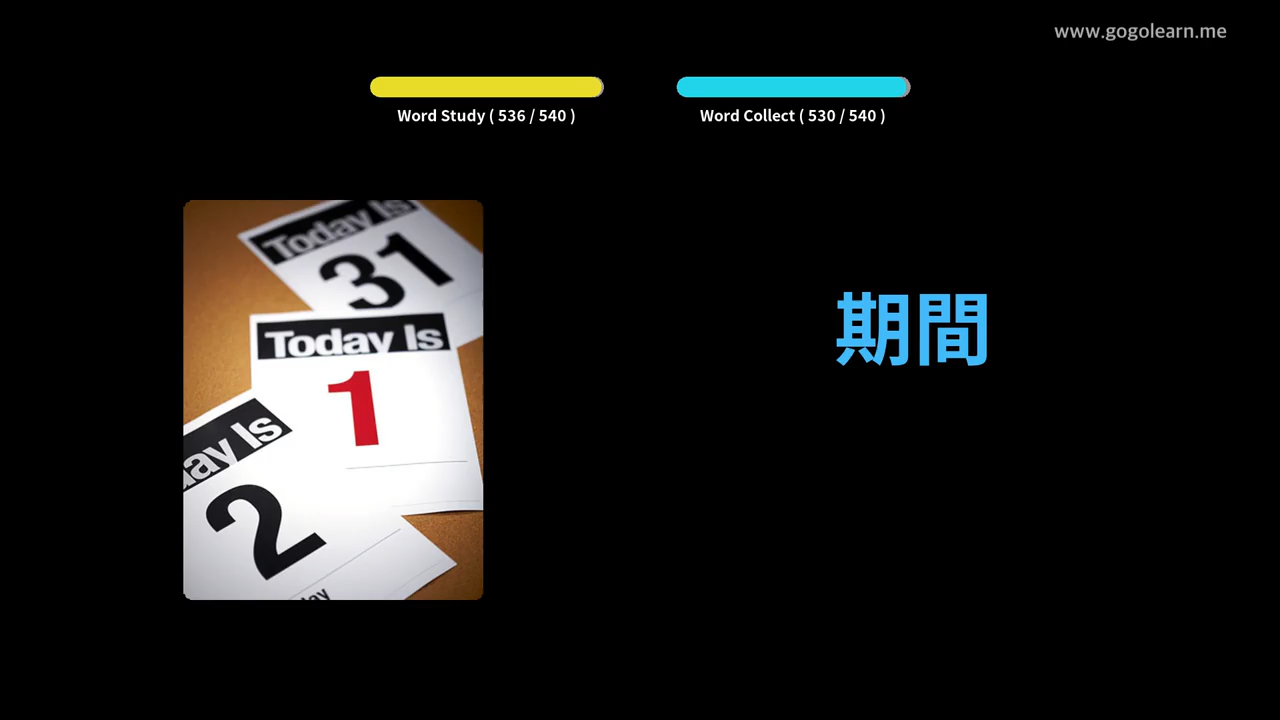 www.gogolearn.me
Word Study ( 536 / 540 )
Word Collect ( 530 / 540 )
Today Is
31
Today Is
1
ay Is
2
day
期間